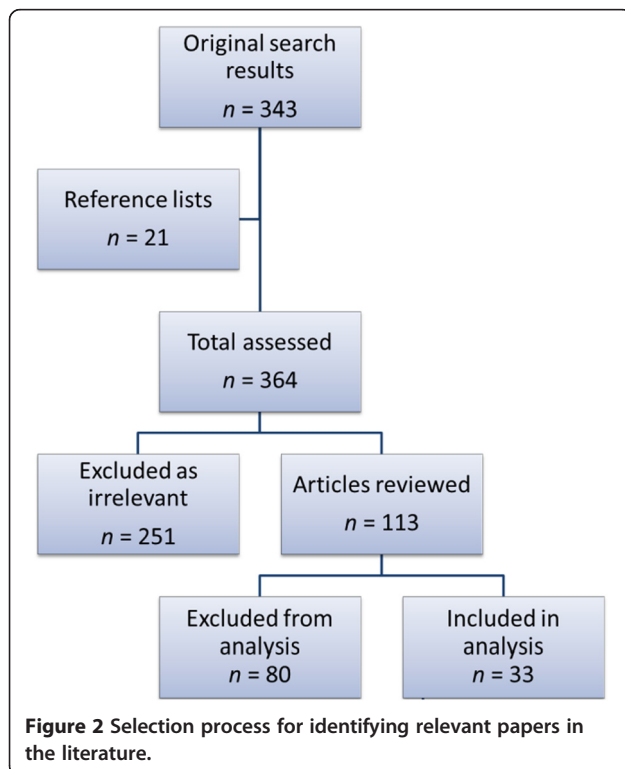 Original search
results
n = 343
Reference lists
n = 21
Total assessed
n = 364
Excluded as
irrelevant
n = 251
Articles reviewed
n = 113
Excluded from
analysis
n = 80
Included in
analysis
n = 33
Figure 2 Selection process for identifying relevant papers in
the literature.